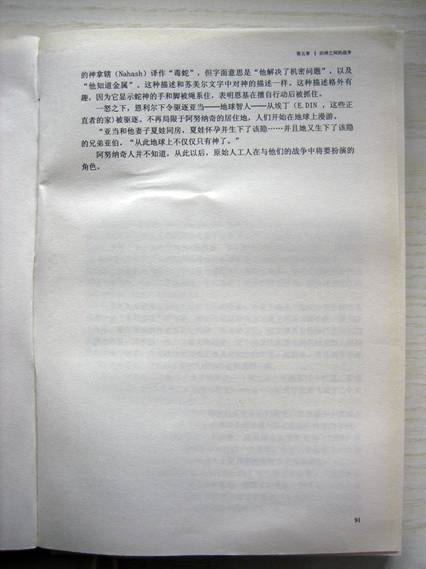 第五章 | 旧神之间的战争
的神拿辖(Nahash)译作“毒蛇”，但字面意思是“他解决了机密问题”，以及
“他知道金属”，这种描述和苏美尔文字中对神的描述一样。这种描述格外有
趣，因为它显示蛇神的手和脚被绳系住，表明恩基在擅自行动后被抓住。
一怒之下，恩利尔下令驱逐亚当——地球智人——从埃丁(E.DIN，这些正
直者的家)被驱逐。不再局限于阿努纳奇的居住地，人们开始在地球上漫游。
“亚当和他妻子夏娃同房，夏娃怀孕并生下了该隐……并且她又生下了该隐
的兄弟亚伯。”从此地球上不仅仅只有神了。”
阿努纳奇人并不知道，从此以后，原始人工人在与他们的战争中将要扮演的
角色。
91